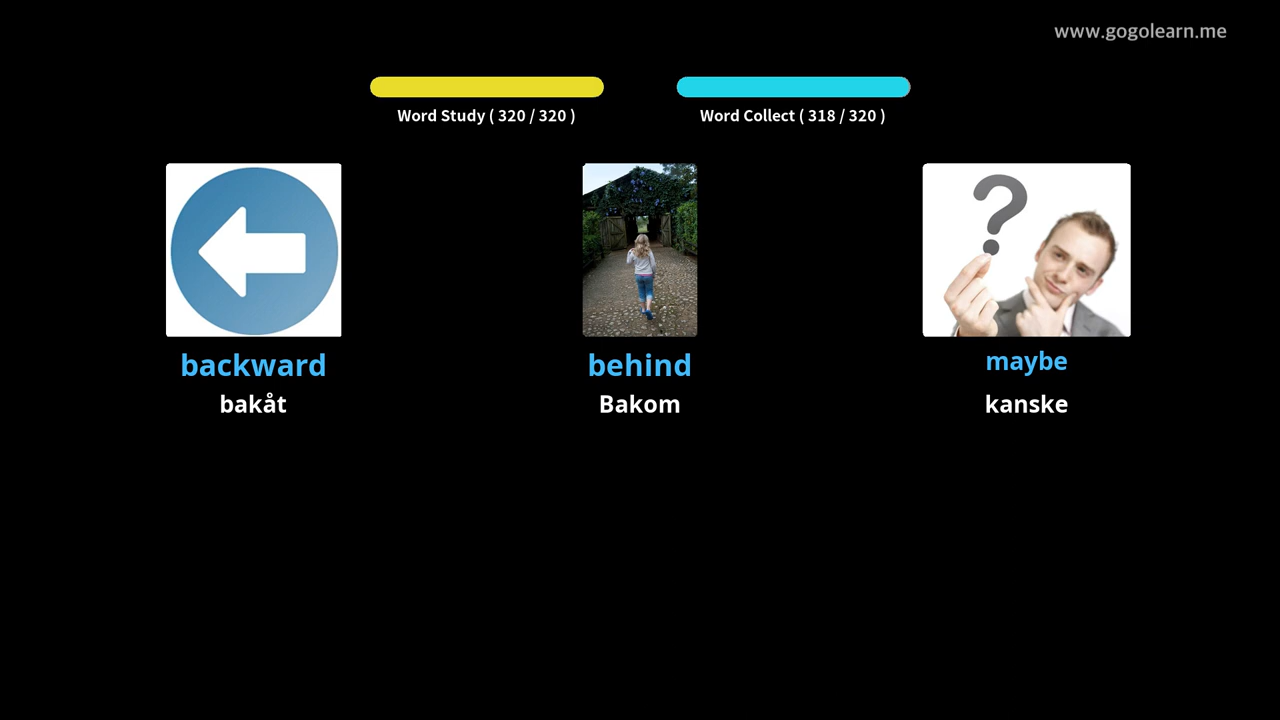 www.gogolearn.me
Word Study ( 320 / 320 )
Word Collect ( 318 / 320 )
backward
behind
maybe
bakåt
Bakom
kanske